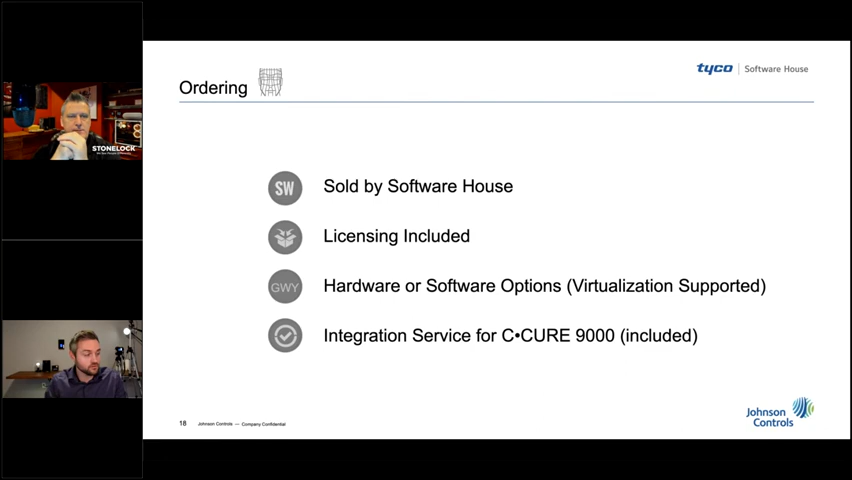 Ordering
tyco | Software House
STONELOCK
SW
Sold by Software House
Licensing Included
GWY
Hardware or Software Options (Virtualization Supported)
Integration Service for C•CURE 9000 (included)
18
Johnson Controls — Company Confidential
Johnson
Controls